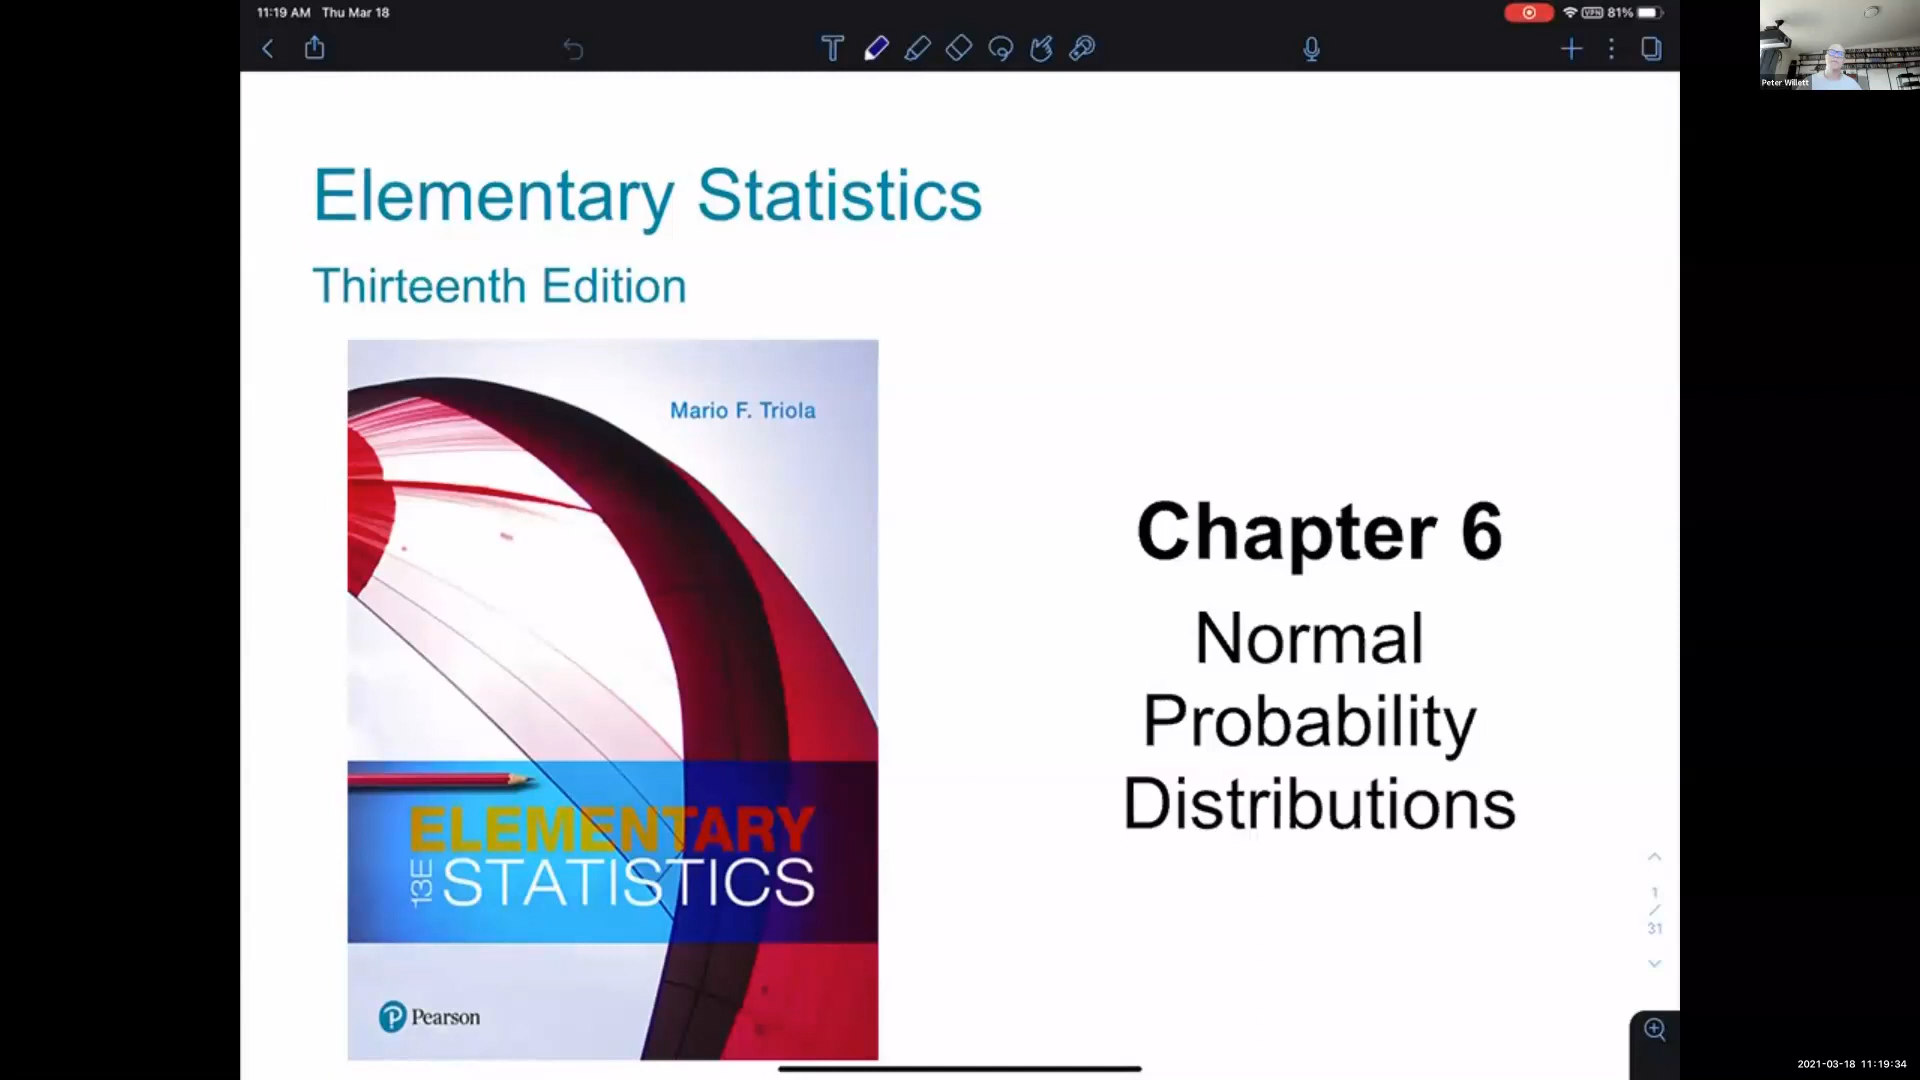 11:19 AM Thu Mar 18
VPN 81%
Peter Willett
Elementary Statistics
Thirteenth Edition
Mario F. Triola
ELEMENTARY
13E STATISTICS
Pearson
Chapter 6
Normal
Probability
Distributions
1
/
31
2021-03-18 11:19:34